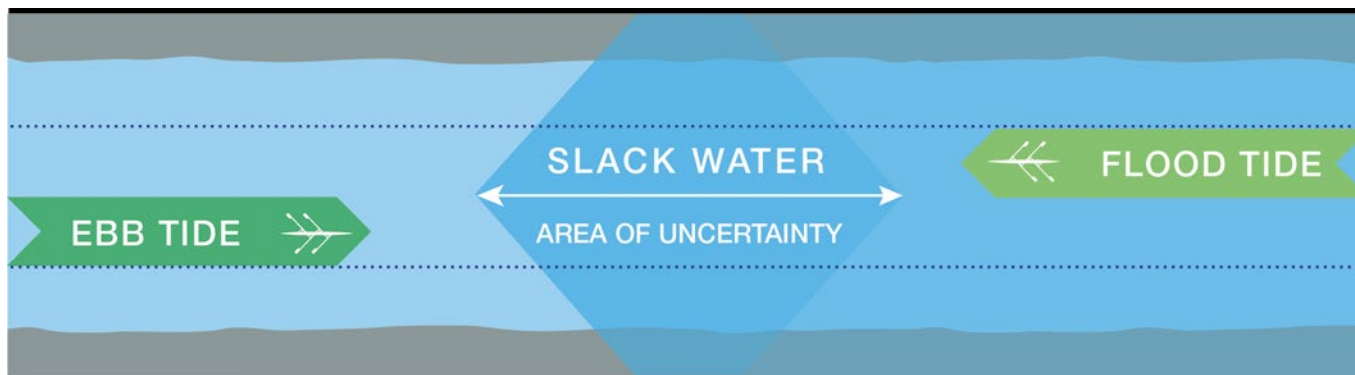 SLACK WATER
FLOOD TIDE
EBB TIDE
AREA OF UNCERTAINTY